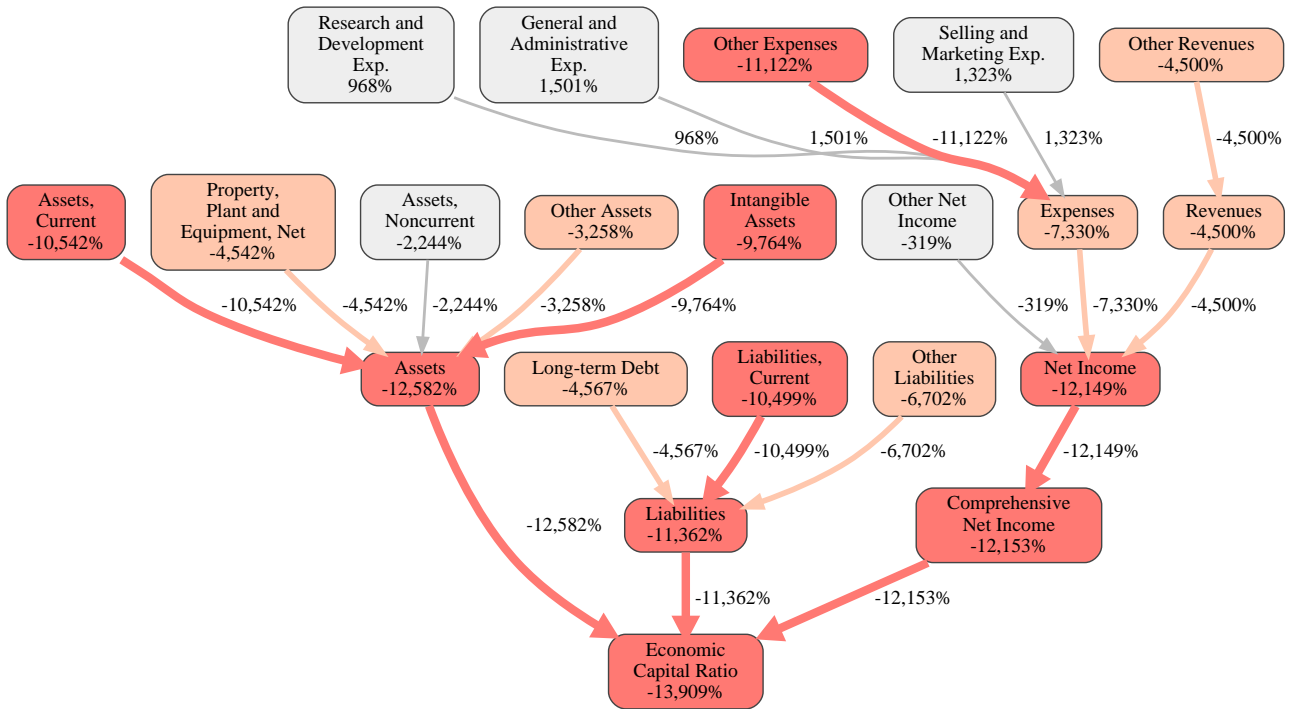 Research and
Development
Exp.
968%
General and
Administrative
Exp.
1,501%
Other Expenses
-11,122%
Selling and
Marketing Exp.
1,323%
Other Revenues
-4,500%
968%
1,501%
-11,122%
1,323%
-4,500%
Assets,
Current
-10,542%
Property,
Plant and
Equipment, Net
-4,542%
Assets,
Noncurrent
-2,244%
Other Assets
-3,258%
Intangible
Assets
-9,764%
Other Net
Income
-319%
Expenses
-7,330%
Revenues
-4,500%
-10,542%
-4,542%
-2,244%
-3,258%
-9,764%
-319%
-7,330%
-4,500%
Assets
-12,582%
Long-term Debt
-4,567%
Liabilities,
Current
-10,499%
Other
Liabilities
-6,702%
Net Income
-12,149%
-4,567%
-10,499%
-6,702%
-12,149%
-12,582%
Liabilities
-11,362%
Comprehensive
Net Income
-12,153%
-11,362%
-12,153%
Economic
Capital Ratio
-13,909%